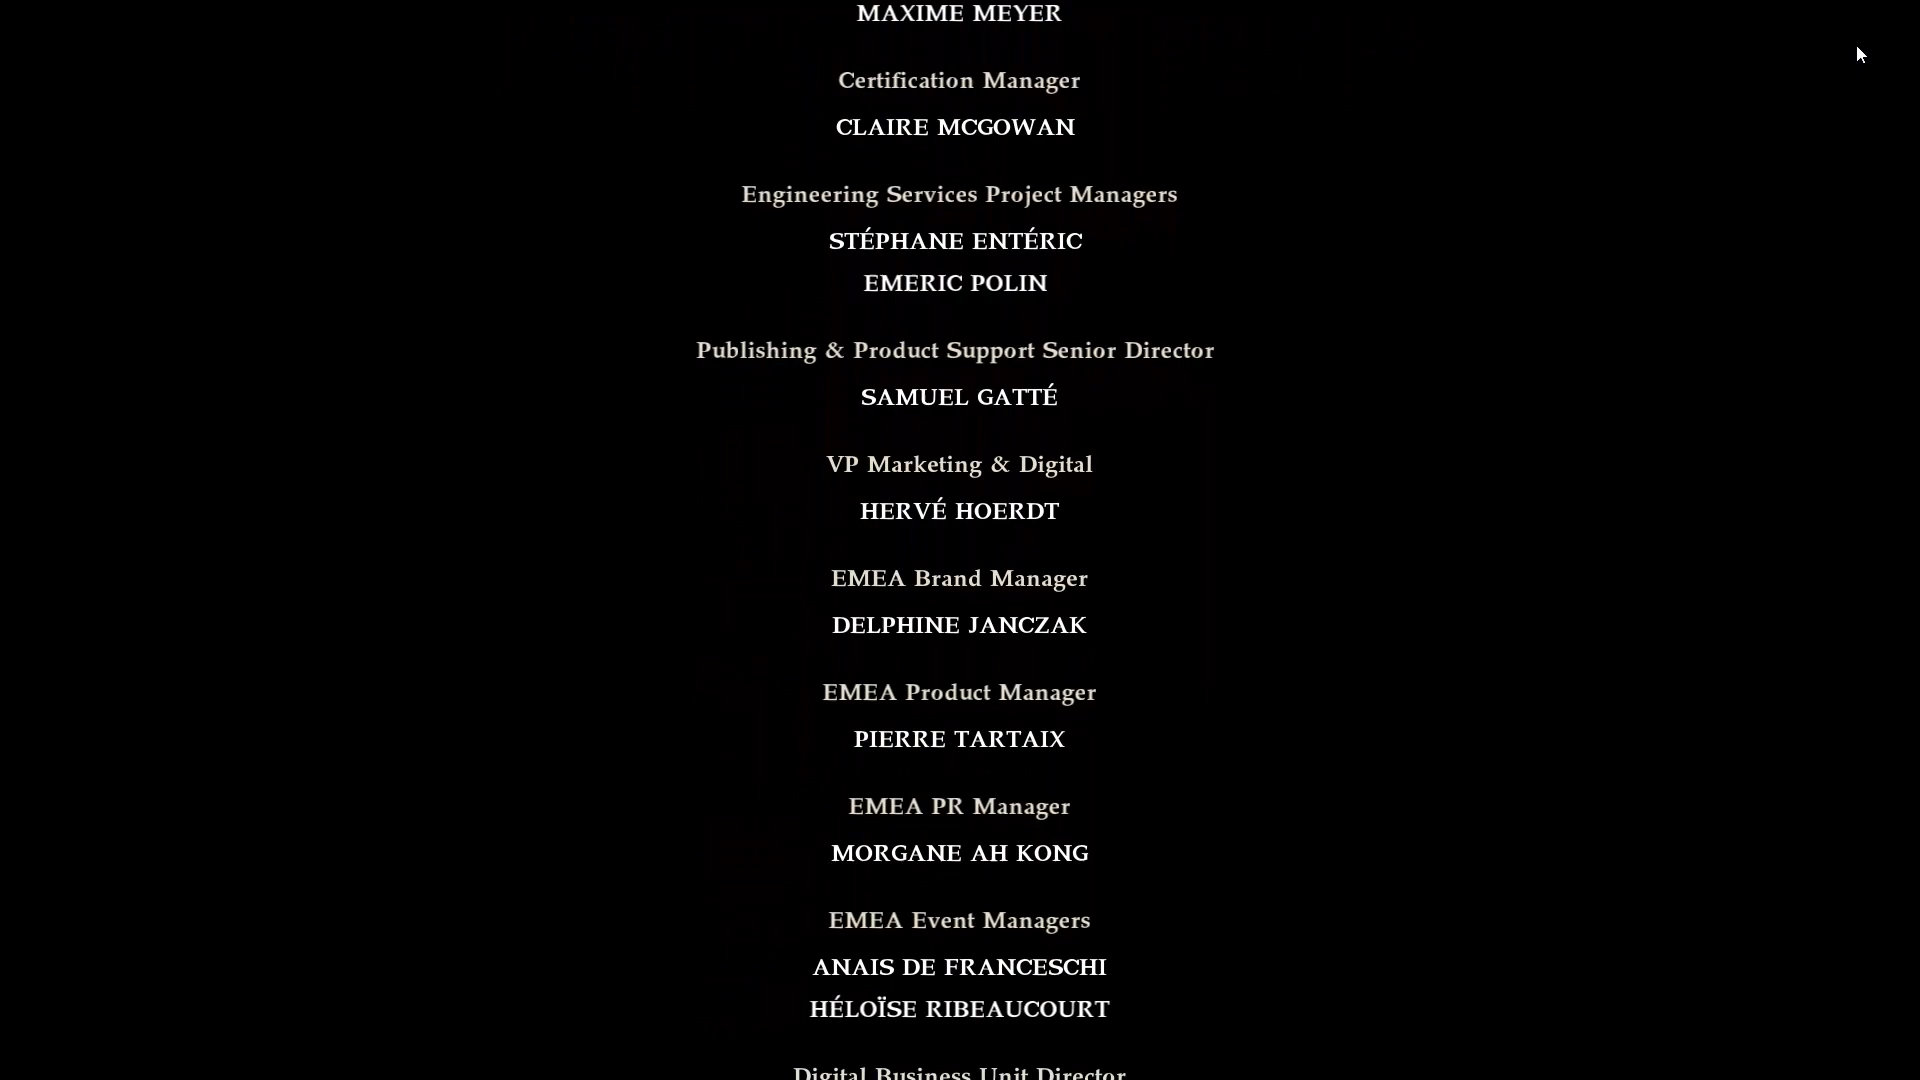 MAXIME MEYER
Certification Manager
CLAIRE MCGOWAN
Engineering Services Project Managers
STÉPHANE ENTÉRIC
EMERIC POLIN
Publishing & Product Support Senior Director
SAMUEL GATTÉ
VP Marketing & Digital
HERVÉ HOERDT
EMEA Brand Manager
DELPHINE JANCZAK
EMEA Product Manager
PIERRE TARTAIX
EMEA PR Manager
MORGANE AH KONG
EMEA Event Managers
ANAIS DE FRANCESCHI
HÉLOÏSE RIBEAUCOURT
Digital Business Unit Director